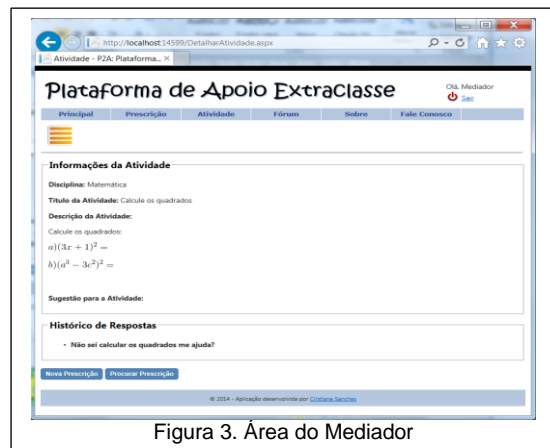 http://localhost:14599/DetalharAtividade.aspx
Atividade - P2A: Plataforma...
Plataforma de Apoio ExtraClasse
Olá, Mediador
Sair
Principal Prescrição Atividade Fórum Sobre Fale Conosco
Informações da Atividade
Disciplina: Matemática
Título da Atividade: Calcule os quadrados
Descrição da Atividade:
Calcule os quadrados:
a)(3x + 1)² =
b)(a³ − 3c²)² =
Sugestão para a Atividade:
Histórico de Respostas
• Não sei calcular os quadrados me ajuda?
Nova Prescrição Procurar Prescrição
© 2014 - Aplicação desenvolvida por Cristiane Sanches
Figura 3. Área do Mediador